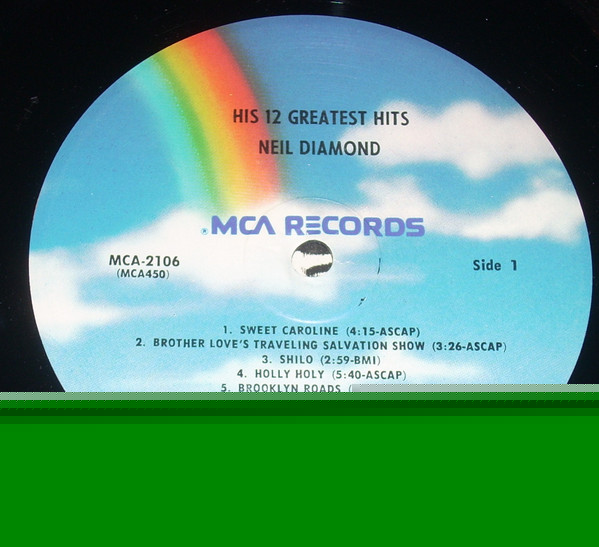 HIS 12 GREATEST HITS
NEIL DIAMOND
MCA RECORDS
MCA-2106
(MCA450)
Side 1
1. SWEET CAROLINE (4:15-ASCAP)
2. BROTHER LOVE'S TRAVELING SALVATION SHOW (3:26-ASCAP)
3. SHILO (2:59-BMI)
4. HOLLY HOLY (5:40-ASCAP)
5. BROOKLYN ROADS (